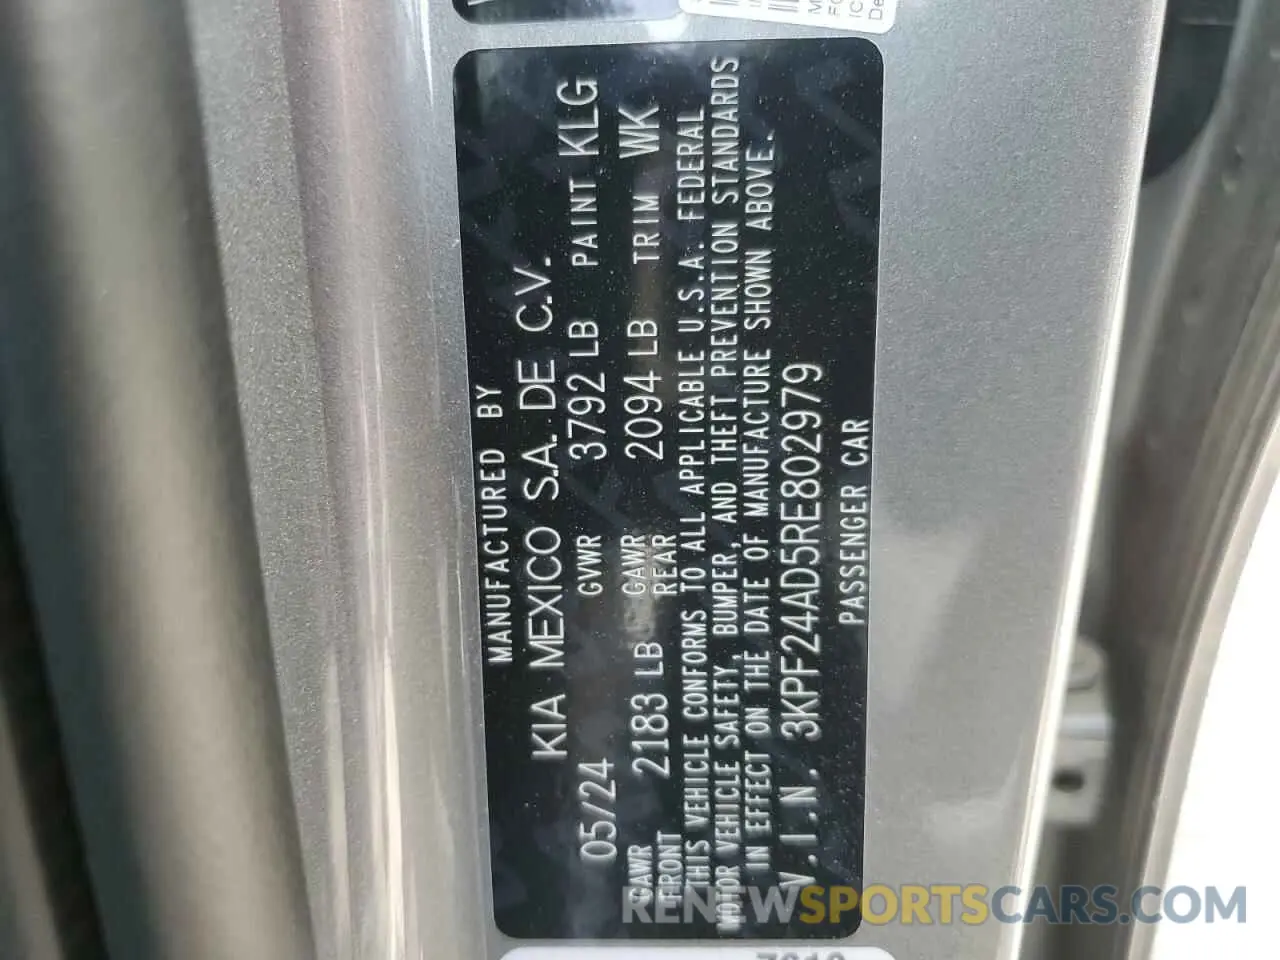 MANUFACTURED BY
KIA MEXICO S.A. DE C.V.
05/24 GVWR 3792 LB PAINT KLG
GAWR FRONT 2183 LB GAWR REAR 2094 LB TRIM WK
THIS VEHICLE CONFORMS TO ALL APPLICABLE U.S.A. FEDERAL
MOTOR VEHICLE SAFETY, BUMPER, AND THEFT PREVENTION STANDARDS
IN EFFECT ON THE DATE OF MANUFACTURE SHOWN ABOVE.
V.I.N. 3KPF24AD5RE802979
PASSENGER CAR
RENEWSPORTSCARS.COM